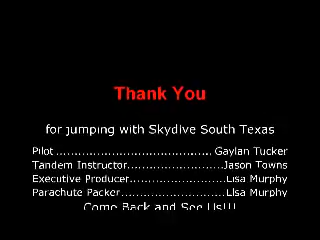 Thank You
for jumping with Skydive South Texas
Pilot ........................................ Gaylan Tucker
Tandem Instructor.........................Jason Towns
Executive Producer.........................Lisa Murphy
Parachute Packer...........................Lisa Murphy
Come Back and See Us!!!